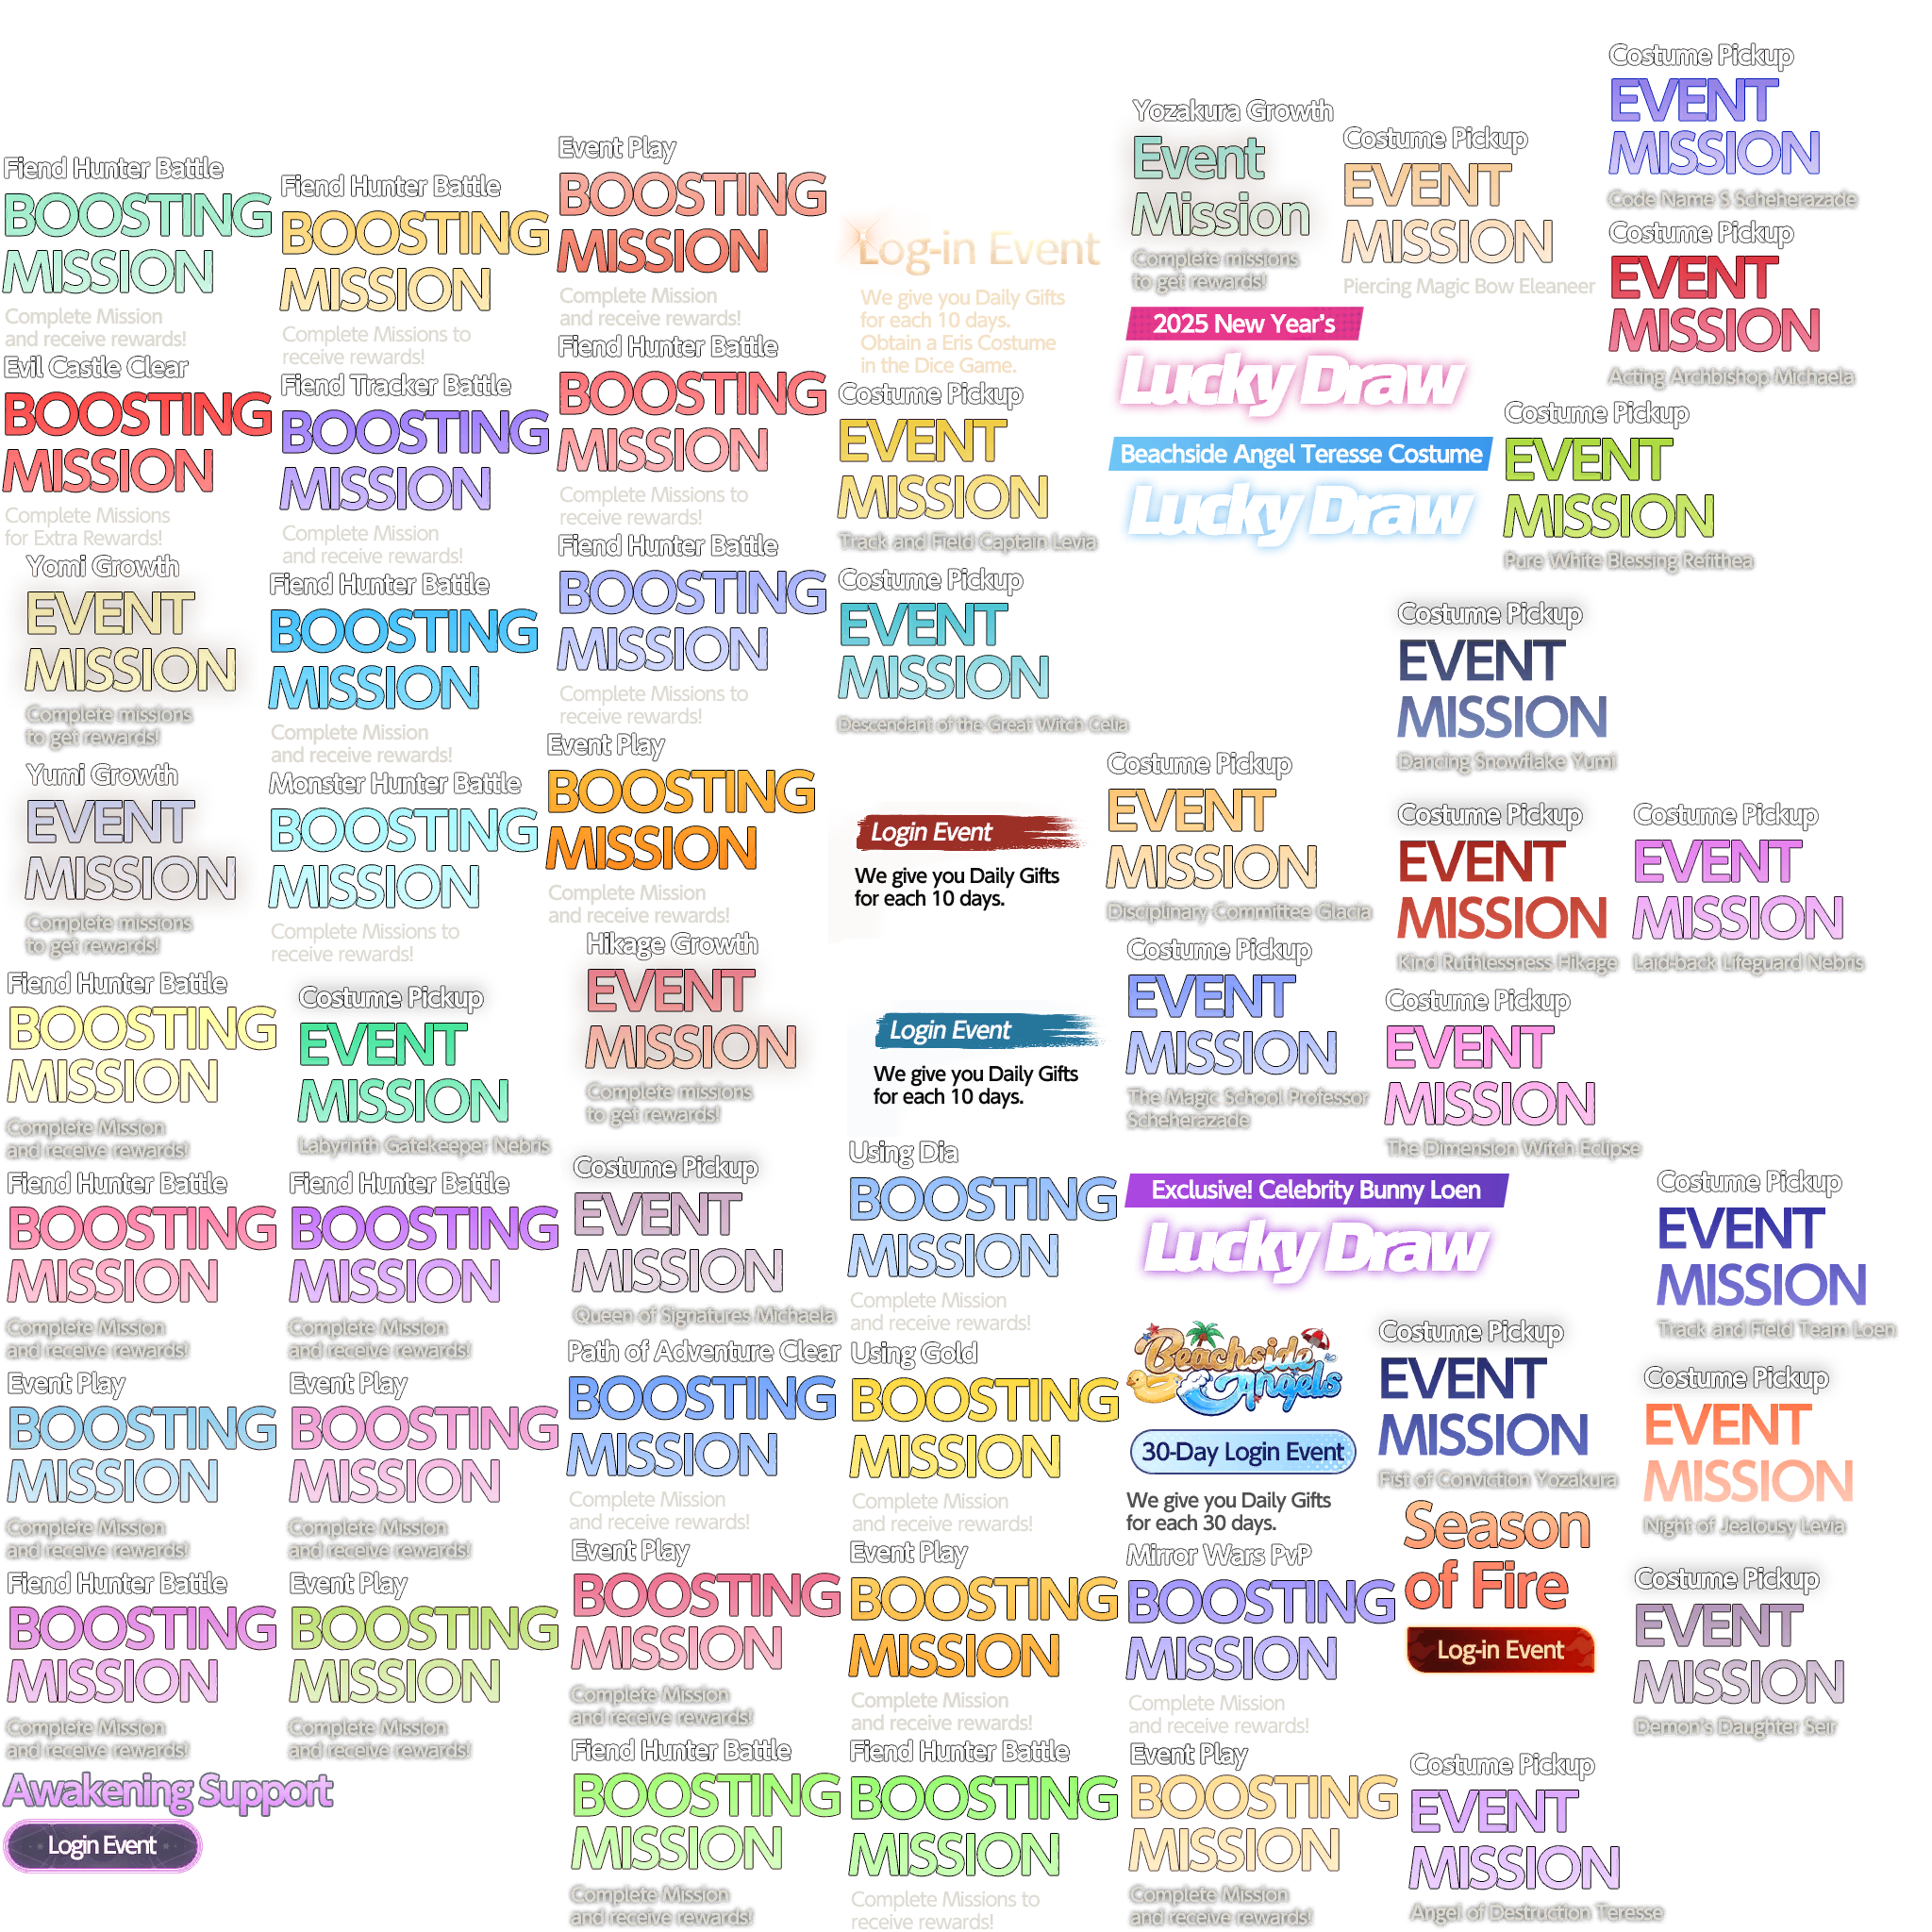 Fiend Hunter Battle
BOOSTING
MISSION
Complete Mission
and receive rewards!
Evil Castle Clear
BOOSTING
MISSION
Complete Missions
for Extra Rewards!
Yomi Growth
EVENT
MISSION
Complete missions
to get rewards!
Yumi Growth
EVENT
MISSION
Complete missions
to get rewards!
Fiend Hunter Battle
BOOSTING
MISSION
Complete Mission
and receive rewards!
Fiend Hunter Battle
BOOSTING
MISSION
Complete Mission
and receive rewards!
Event Play
BOOSTING
MISSION
Complete Mission
and receive rewards!
Fiend Hunter Battle
BOOSTING
MISSION
Complete Mission
and receive rewards!
Awakening Support
Login Event
Fiend Hunter Battle
BOOSTING
MISSION
Complete Missions to
receive rewards!
Fiend Tracker Battle
BOOSTING
MISSION
Complete Mission
and receive rewards!
Fiend Hunter Battle
BOOSTING
MISSION
Complete Mission
and receive rewards!
Monster Hunter Battle
BOOSTING
MISSION
Complete Missions to
receive rewards!
Costume Pickup
EVENT
MISSION
Labyrinth Gatekeeper Nebris
Fiend Hunter Battle
BOOSTING
MISSION
Complete Mission
and receive rewards!
Event Play
BOOSTING
MISSION
Complete Mission
and receive rewards!
Event Play
BOOSTING
MISSION
Complete Mission
and receive rewards!
Event Play
BOOSTING
MISSION
Complete Mission
and receive rewards!
Fiend Hunter Battle
BOOSTING
MISSION
Complete Missions to
receive rewards!
Fiend Hunter Battle
BOOSTING
MISSION
Complete Missions to
receive rewards!
Event Play
BOOSTING
MISSION
Complete Mission
and receive rewards!
Hikage Growth
EVENT
MISSION
Complete missions
to get rewards!
Costume Pickup
EVENT
MISSION
Queen of Signatures Michaela
Path of Adventure Clear
BOOSTING
MISSION
Complete Mission
and receive rewards!
Event Play
BOOSTING
MISSION
Complete Mission
and receive rewards!
Fiend Hunter Battle
BOOSTING
MISSION
Complete Mission
and receive rewards!
Log-in Event
We give you Daily Gifts
for each 10 days.
Obtain a Eris Costume
in the Dice Game.
Costume Pickup
EVENT
MISSION
Track and Field Captain Levia
Costume Pickup
EVENT
MISSION
Descendant of the Great Witch Celia
Login Event
We give you Daily Gifts
for each 10 days.
Login Event
We give you Daily Gifts
for each 10 days.
Using Dia
BOOSTING
MISSION
Complete Mission
and receive rewards!
Using Gold
BOOSTING
MISSION
Complete Mission
and receive rewards!
Event Play
BOOSTING
MISSION
Complete Mission
and receive rewards!
Fiend Hunter Battle
BOOSTING
MISSION
Complete Missions to
receive rewards!
Yozakura Growth
Event
Mission
Complete missions
to get rewards!
2025 New Year's
Lucky Draw
Beachside Angel Teresse Costume
Lucky Draw
Costume Pickup
EVENT
MISSION
Disciplinary Committee Glacia
Costume Pickup
EVENT
MISSION
The Magic School Professor
Scheherazade
Exclusive! Celebrity Bunny Loen
Lucky Draw
Beachside
Angels
30-Day Login Event
We give you Daily Gifts
for each 30 days.
Mirror Wars PvP
BOOSTING
MISSION
Complete Mission
and receive rewards!
Event Play
BOOSTING
MISSION
Complete Mission
and receive rewards!
Costume Pickup
EVENT
MISSION
Piercing Magic Bow Eleaneer
Costume Pickup
EVENT
MISSION
Code Name S Scheherazade
Costume Pickup
EVENT
MISSION
Acting Archbishop Michaela
Costume Pickup
EVENT
MISSION
Pure White Blessing Refithea
Costume Pickup
EVENT
MISSION
Dancing Snowflake Yumi
Costume Pickup
EVENT
MISSION
Kind Ruthlessness Hikage
Costume Pickup
EVENT
MISSION
Laid-back Lifeguard Nebris
Costume Pickup
EVENT
MISSION
The Dimension Witch Eclipse
Costume Pickup
EVENT
MISSION
Track and Field Team Loen
Costume Pickup
EVENT
MISSION
Fist of Conviction Yozakura
Costume Pickup
EVENT
MISSION
Night of Jealousy Levia
Season
of Fire
Log-in Event
Costume Pickup
EVENT
MISSION
Demon's Daughter Seir
Costume Pickup
EVENT
MISSION
Angel of Destruction Teresse